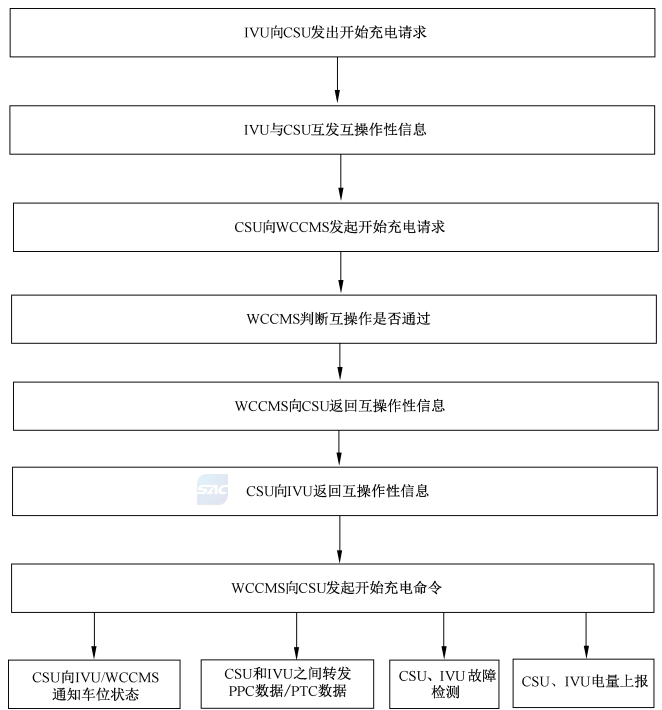 IVU向CSU发出开始充电请求
IVU与CSU互发互操作性信息
CSU向WCCMS发起开始充电请求
WCCMS判断互操作是否通过
WCCMS向CSU返回互操作性信息
SAC
CSU向IVU返回互操作性信息
WCCMS向CSU发起开始充电命令
CSU向IVU/WCCMS
通知车位状态
CSU和IVU之间转发
PPC数据/PTC数据
CSU、IVU故障
检测
CSU、IVU电量上报